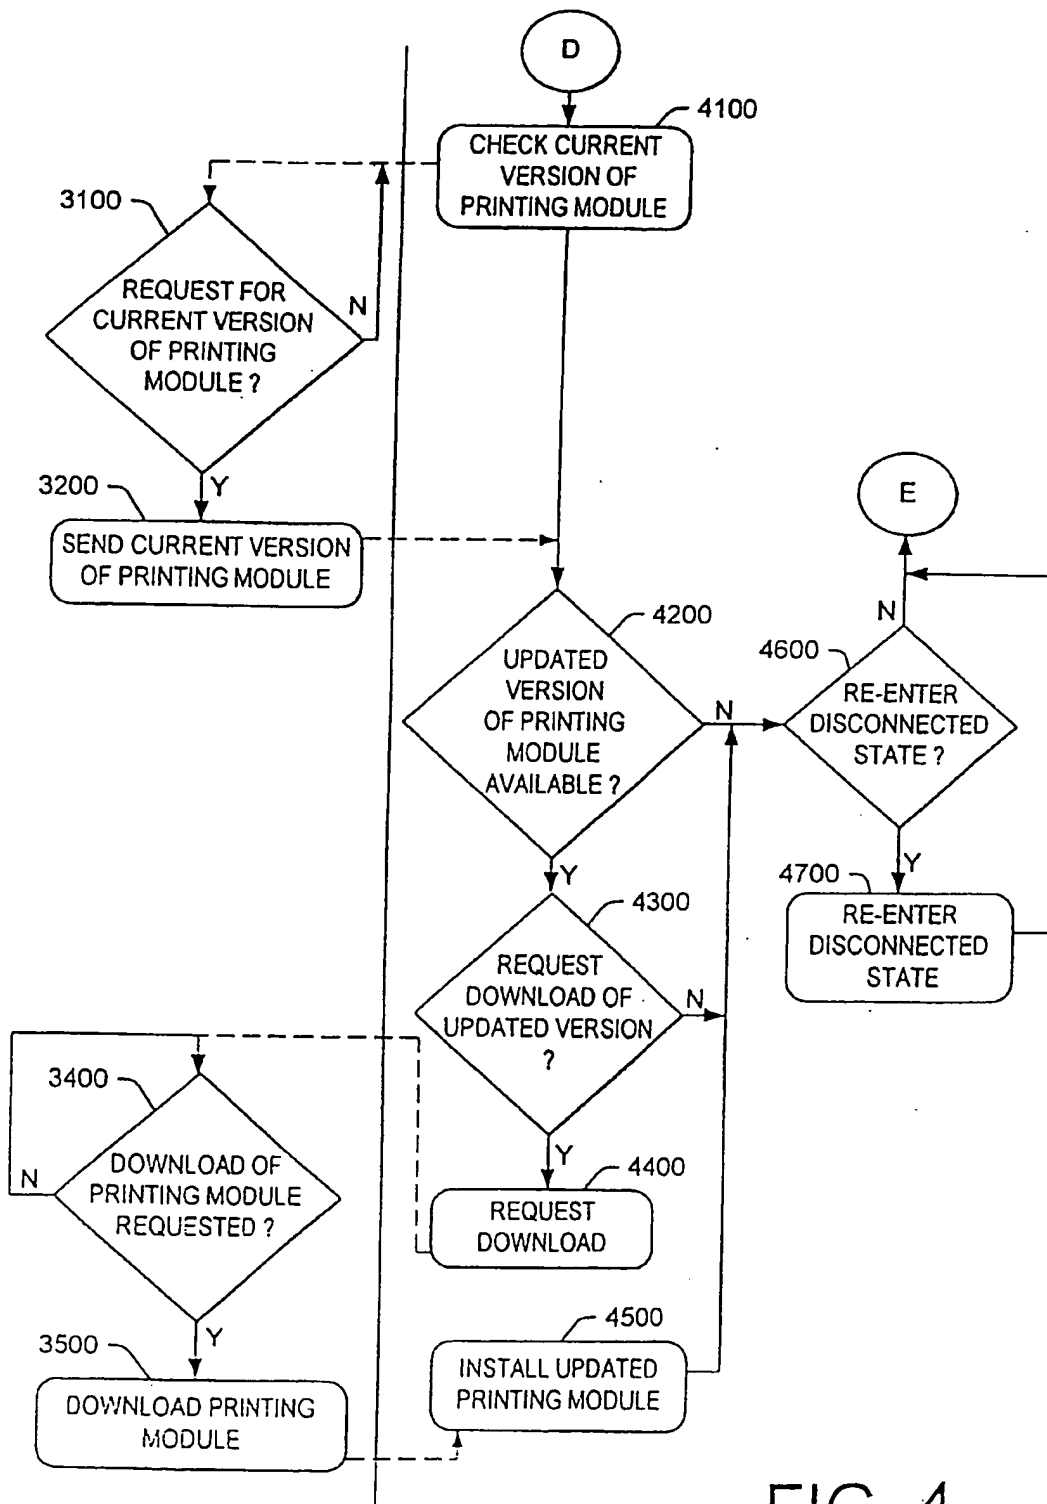 D
4100
CHECK CURRENT
VERSION OF
PRINTING MODULE
3100
REQUEST FOR
CURRENT VERSION
OF PRINTING
MODULE ?
N
Y
3200
SEND CURRENT VERSION
OF PRINTING MODULE
E
4200
UPDATED
VERSION
OF PRINTING
MODULE
AVAILABLE ?
N
Y
4600
RE-ENTER
DISCONNECTED
STATE ?
N
Y
4700
RE-ENTER
DISCONNECTED
STATE
4300
REQUEST
DOWNLOAD OF
UPDATED VERSION
?
N
Y
3400
DOWNLOAD OF
PRINTING MODULE
REQUESTED ?
N
Y
4400
REQUEST
DOWNLOAD
4500
INSTALL UPDATED
PRINTING MODULE
3500
DOWNLOAD PRINTING
MODULE
FIG. 4